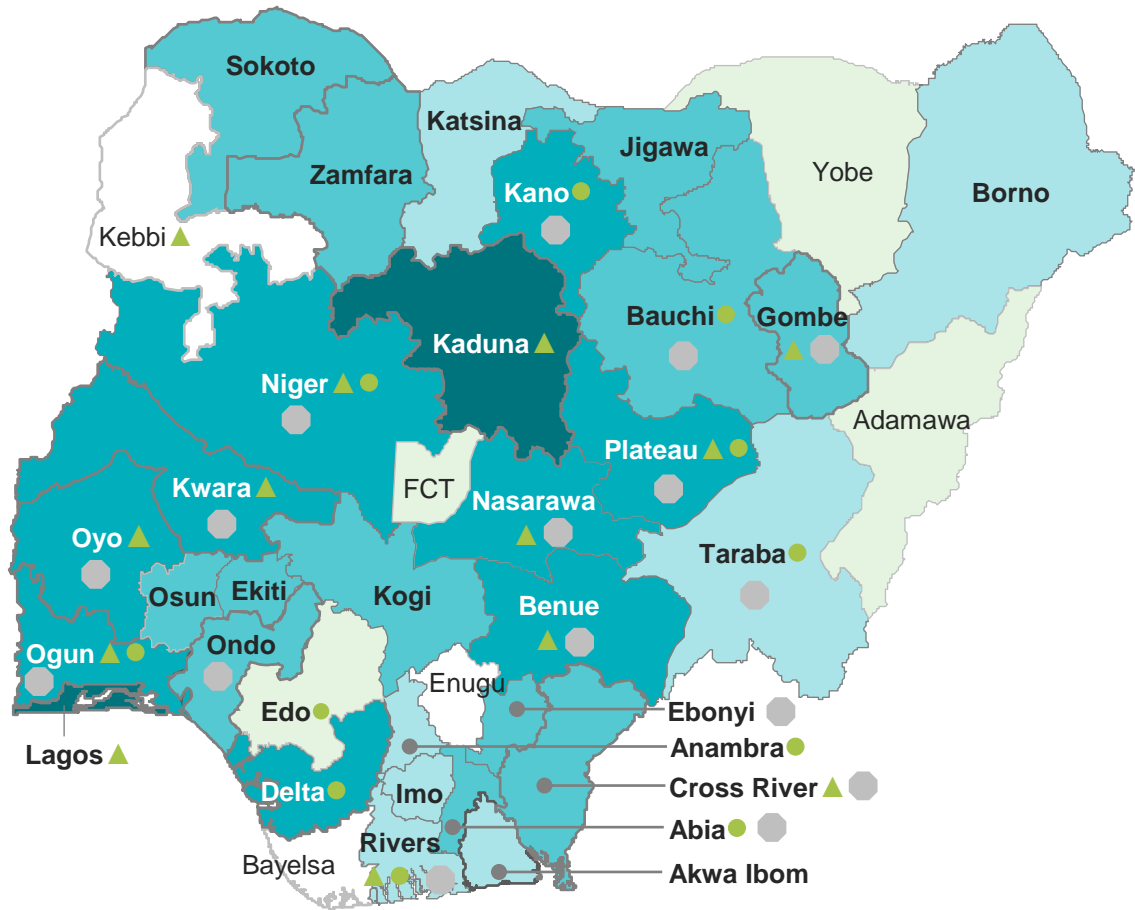 Sokoto
Katsina
Jigawa
Yobe
Zamfara
Kano
Borno
Kebbi
Bauchi
Gombe
Kaduna
Niger
Adamawa
Plateau
FCT
Kwara
Nasarawa
Oyo
Taraba
Osun
Ekiti
Kogi
Benue
Ogun
Ondo
Enugu
Edo
Ebonyi
Anambra
Lagos
Delta
Imo
Cross River
Abia
Rivers
Bayelsa
Akwa Ibom